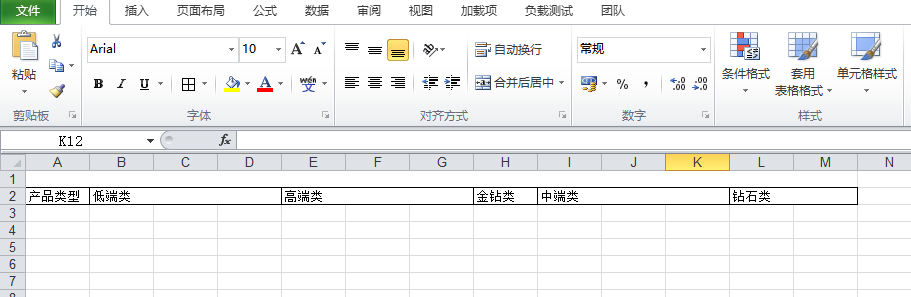 文件 开始 插入 页面布局 公式 数据 审阅 视图 加载项 负载测试 团队
Arial 10 A A 自动换行 常规
粘贴 B I U A wén 文 合并后居中 % , .0 .00 .00 .0 条件格式 套用 表格格式 单元格样式
剪贴板 字体 对齐方式 数字 样式
K12 fx
A B C D E F G H I J K L M N
1
2 产品类型 低端类 高端类 金钻类 中端类 钻石类
3
4
5
6
7
8